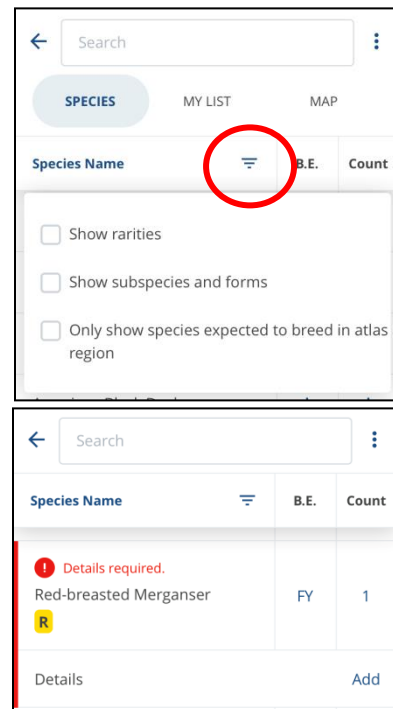 Search
SPECIES MY LIST MAP
Species Name B.E. Count
Show rarities
Show subspecies and forms
Only show species expected to breed in atlas
region
Search
Species Name B.E. Count
! Details required.
Red-breasted Merganser FY 1
R
Details Add